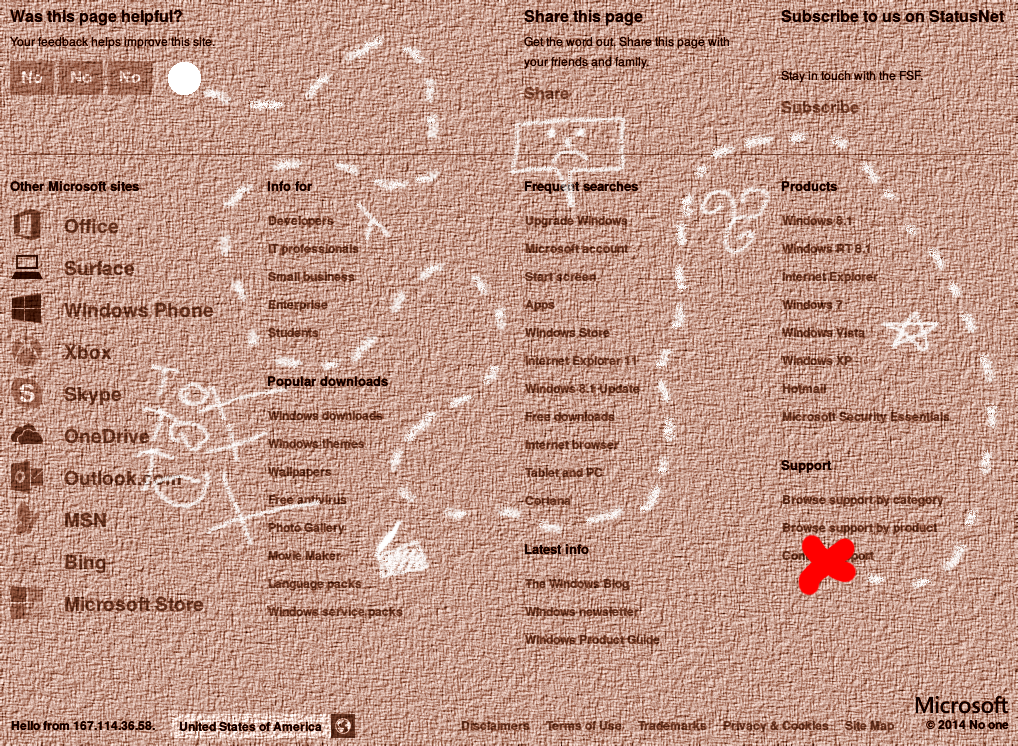 Was this page helpful?
Your feedback helps improve this site.
No No No
Share this page
Get the word out. Share this page with
your friends and family.
Share
Subscribe to us on StatusNet
Stay in touch with the FSF.
Subscribe
Other Microsoft sites
Office
Surface
Windows Phone
Xbox
Skype
OneDrive
Outlook.com
MSN
Bing
Microsoft Store
Info for
Developers
IT professionals
Small business
Enterprise
Students
Popular downloads
Windows downloads
Windows themes
Wallpapers
Free antivirus
Photo Gallery
Movie Maker
Language packs
Windows service packs
Frequent searches
Upgrade Windows
Microsoft account
Start screen
Apps
Windows Store
Internet Explorer 11
Windows 8.1 Update
Free downloads
Internet browser
Tablet and PC
Cortana
Latest info
The Windows Blog
Windows newsletter
Windows Product Guide
Products
Windows 8.1
Windows RT 8.1
Internet Explorer
Windows 7
Windows Vista
Windows XP
Hotmail
Microsoft Security Essentials
Support
Browse support by category
Browse support by product
Hello from 167.114.36.58.
United States of America
Disclaimers
Terms of Use
Trademarks
Privacy & Cookies
Site Map
Microsoft
© 2014 No one